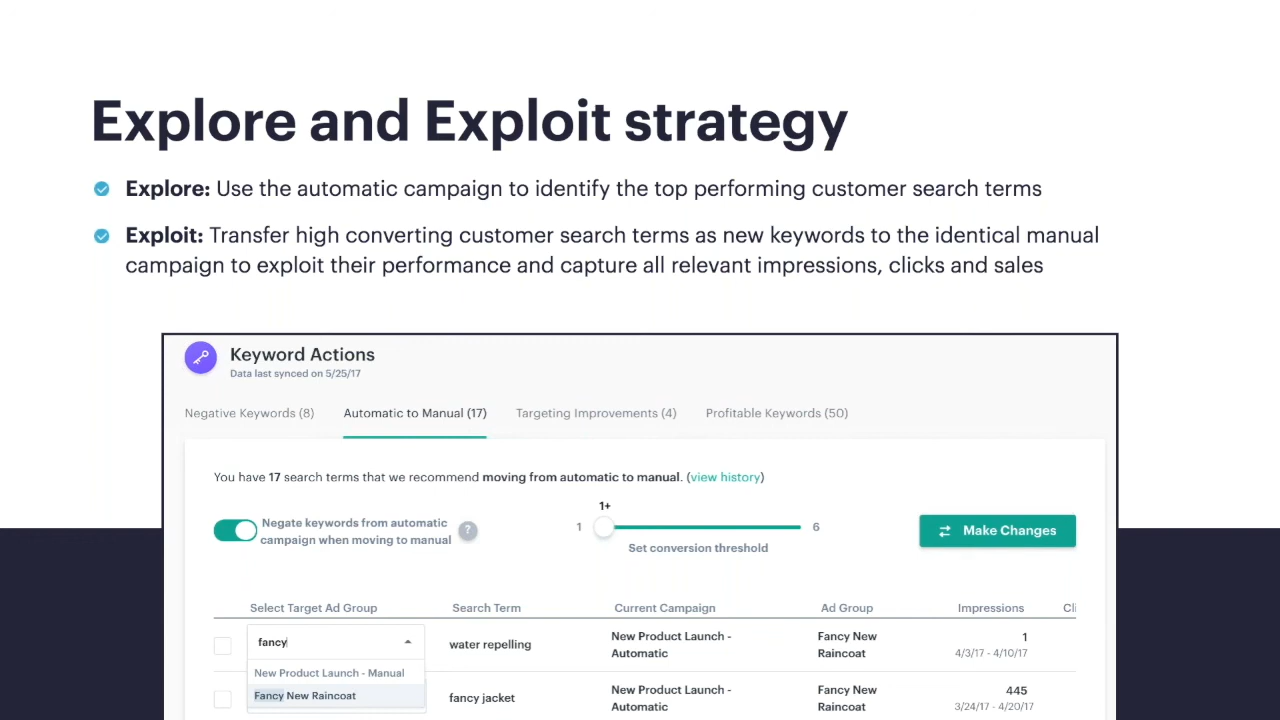 Explore and Exploit strategy
Explore: Use the automatic campaign to identify the top performing customer search terms
Exploit: Transfer high converting customer search terms as new keywords to the identical manual
campaign to exploit their performance and capture all relevant impressions, clicks and sales
Keyword Actions
Data last synced on 5/25/17
Negative Keywords (8) Automatic to Manual (17) Targeting Improvements (4) Profitable Keywords (50)
You have 17 search terms that we recommend moving from automatic to manual. (view history)
1+
Negate keywords from automatic
campaign when moving to manual ? 1 6 Make Changes
Set conversion threshold
Select Target Ad Group Search Term Current Campaign Ad Group Impressions
fancy water repelling New Product Launch - Fancy New 1
Automatic Raincoat 4/3/17 - 4/10/17
New Product Launch - Manual
Fancy New Raincoat fancy jacket New Product Launch - Fancy New 445
Automatic Raincoat 3/24/17 - 4/20/17